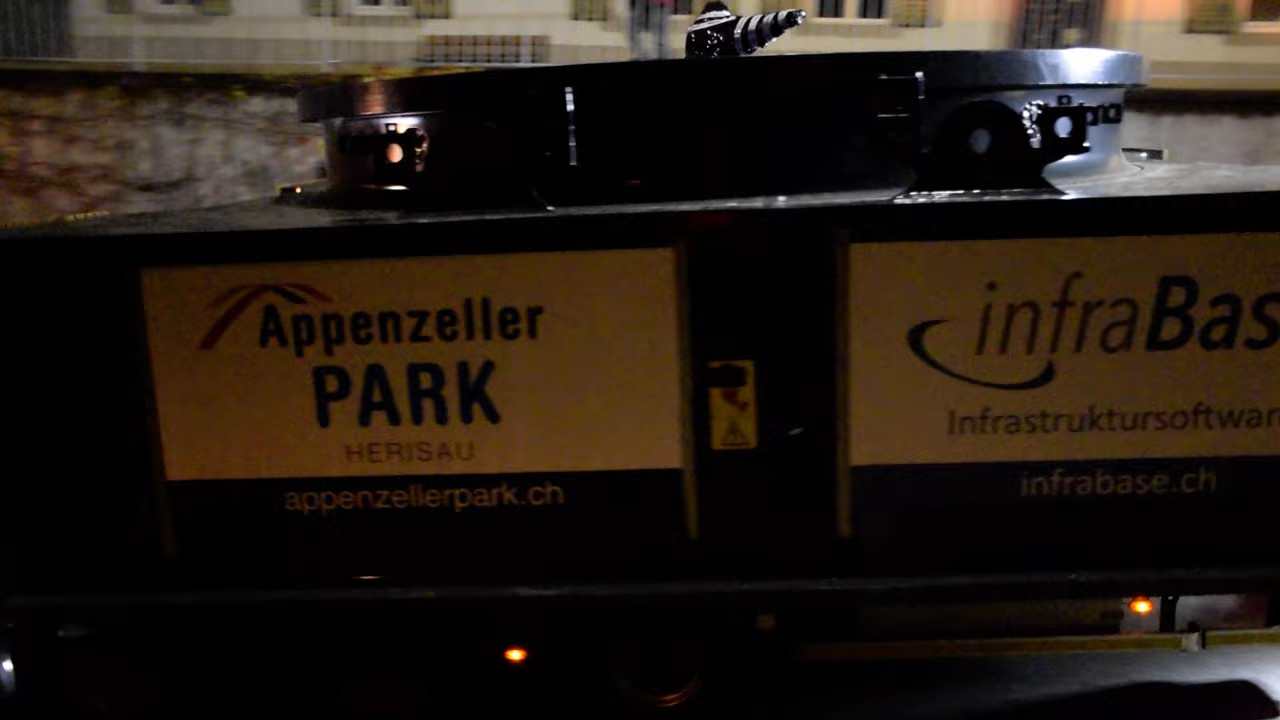 Appenzeller
PARK
HERISAU
appenzellerpark.ch
infraBas
Infrastruktursoftwar
infrabase.ch